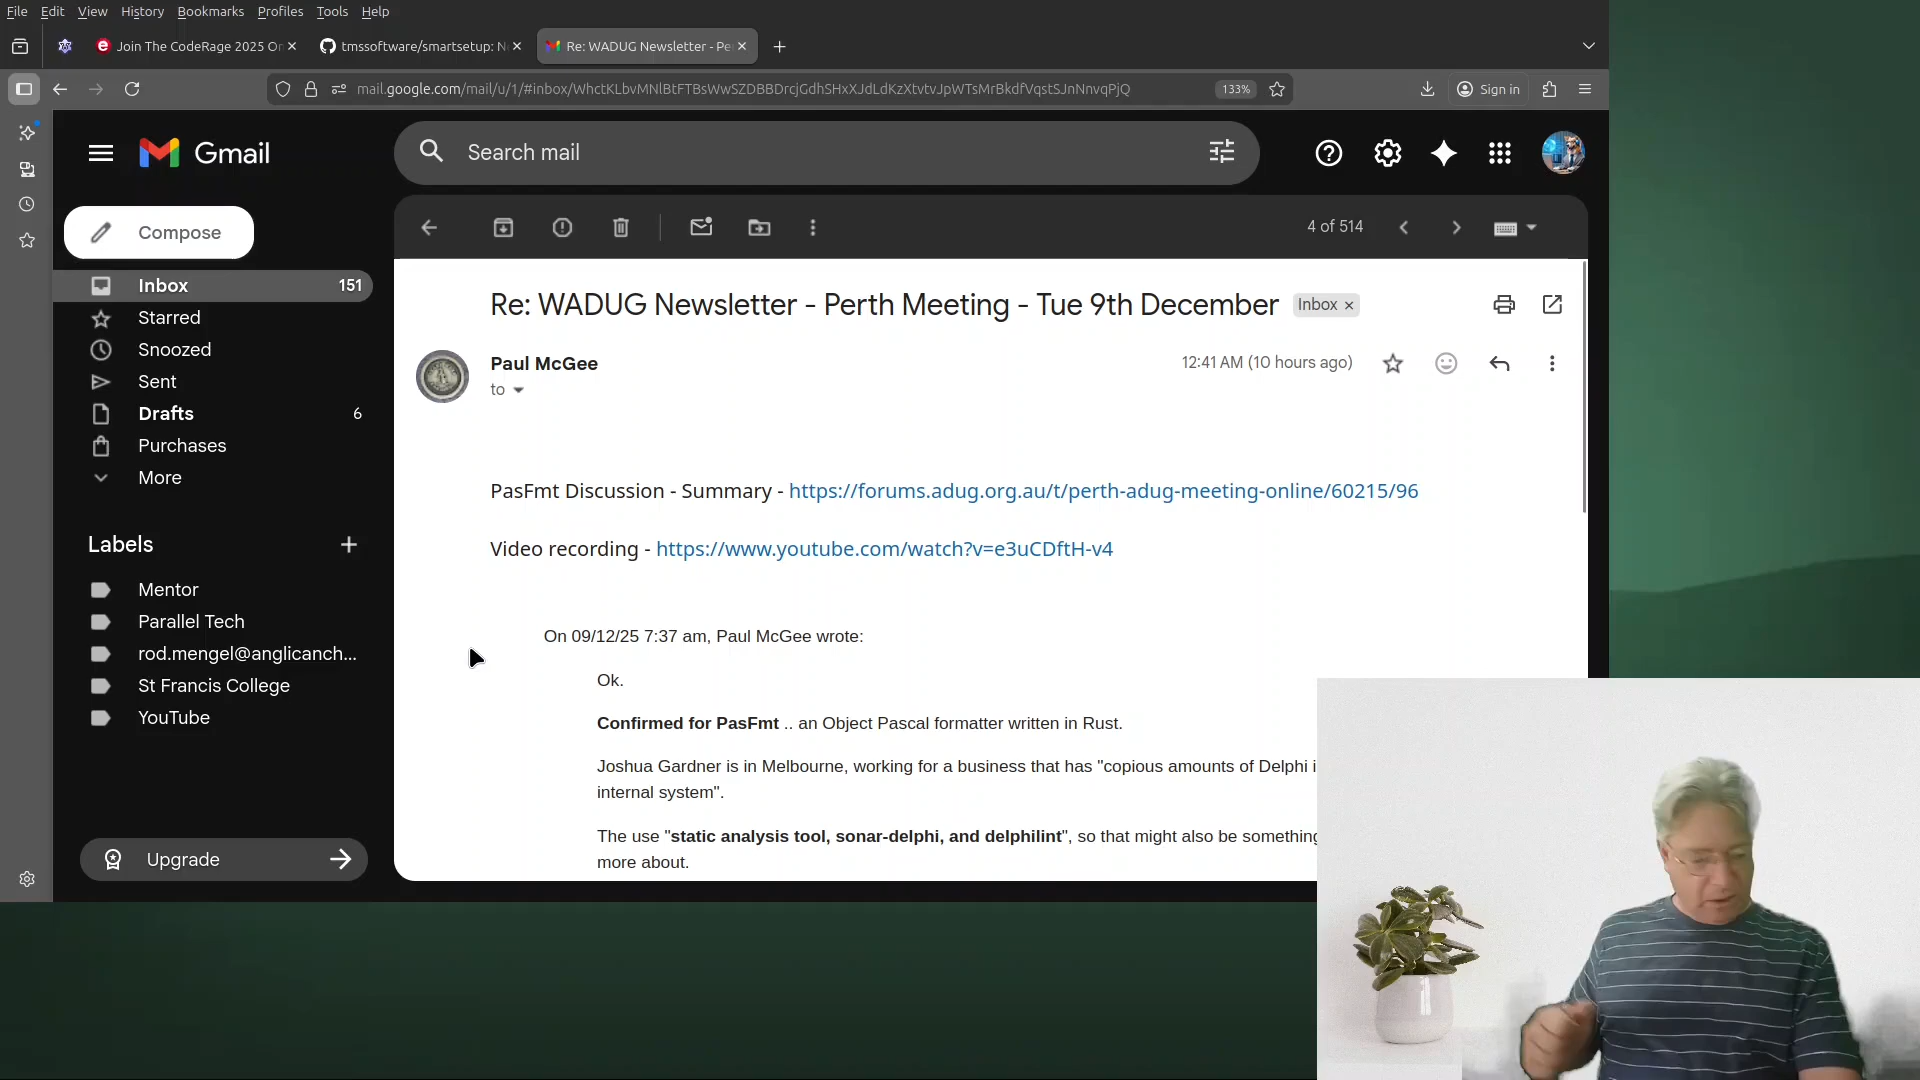 File Edit View History Bookmarks Profiles Tools Help
Join The CodeRage 2025 On
tmssoftware/smartsetup: N
Re: WADUG Newsletter - Pe
mail.google.com/mail/u/1/#inbox/WhctKLbvMNlBtFTBsWwSZDBBDrcjGdhSHxXJdLdKzXtvtvJpWTsMrBkdfVqstSJnNnvqPjQ
133%
Sign in
Gmail
Search mail
Compose
4 of 514
Inbox 151
Starred
Snoozed
Sent
Drafts 6
Purchases
More
Labels
Mentor
Parallel Tech
rod.mengel@anglicanch...
St Francis College
YouTube
Upgrade
Re: WADUG Newsletter - Perth Meeting - Tue 9th December
Inbox
Paul McGee
12:41 AM (10 hours ago)
to
PasFmt Discussion - Summary - https://forums.adug.org.au/t/perth-adug-meeting-online/60215/96
Video recording - https://www.youtube.com/watch?v=e3uCDftH-v4
On 09/12/25 7:37 am, Paul McGee wrote:
Ok.
Confirmed for PasFmt .. an Object Pascal formatter written in Rust.
Joshua Gardner is in Melbourne, working for a business that has "copious amounts of Delphi i
internal system".
The use "static analysis tool, sonar-delphi, and delphilint", so that might also be something
more about.